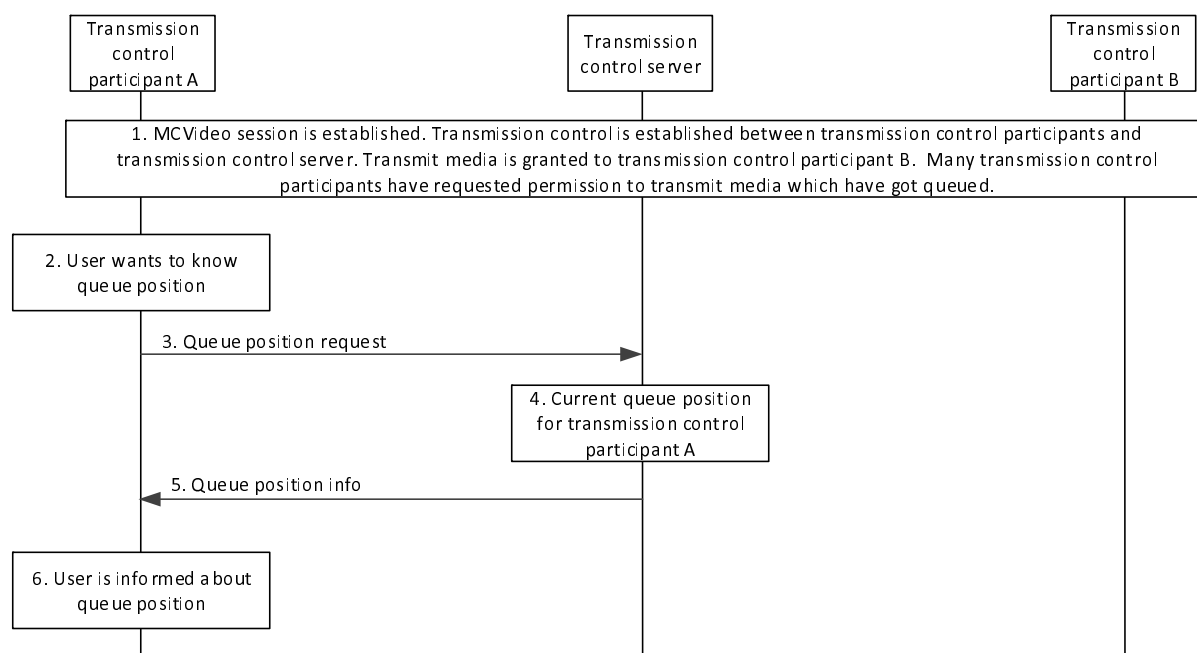 Transmission
control
participant A
Transmission
control server
Transmission
control
participant B
1. MCVideo session is established. Transmission control is established between transmission control participants and
transmission control server. Transmit media is granted to transmission control participant B. Many transmission control
participants have requested permission to transmit media which have got queued.
2. User wants to know
queue position
3. Queue position request
4. Current queue position
for transmission control
participant A
5. Queue position info
6. User is informed about
queue position